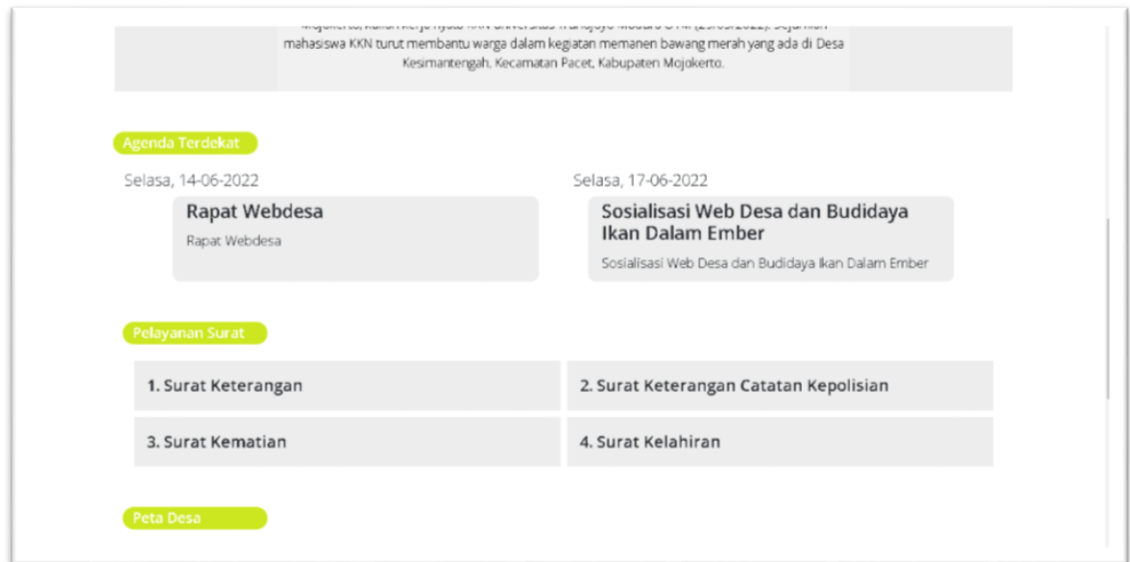 mahasiswa KKN turut membantu warga dalam kegiatan memanen bawang merah yang ada di Desa
Kesimantengah, Kecamatan Pacet, Kabupaten Mojokerto.
Agenda Terdekat
Selasa, 14-06-2022
Rapat Webdesa
Rapat Webdesa
Selasa, 17-06-2022
Sosialisasi Web Desa dan Budidaya
Ikan Dalam Ember
Sosialisasi Web Desa dan Budidaya Ikan Dalam Ember
Pelayanan Surat
1. Surat Keterangan
2. Surat Keterangan Catatan Kepolisian
3. Surat Kematian
4. Surat Kelahiran
Peta Desa